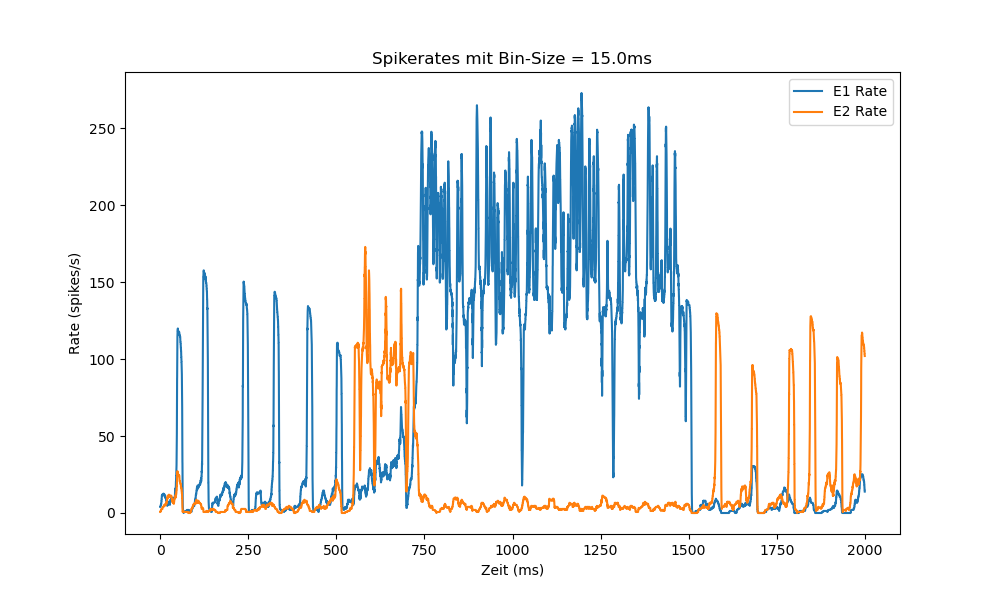 Spikerates mit Bin-Size = 15.0ms
E1 Rate
E2 Rate
Rate (spikes/s)
250
200
150
100
50
0
0 250 500 750 1000 1250 1500 1750 2000
Zeit (ms)